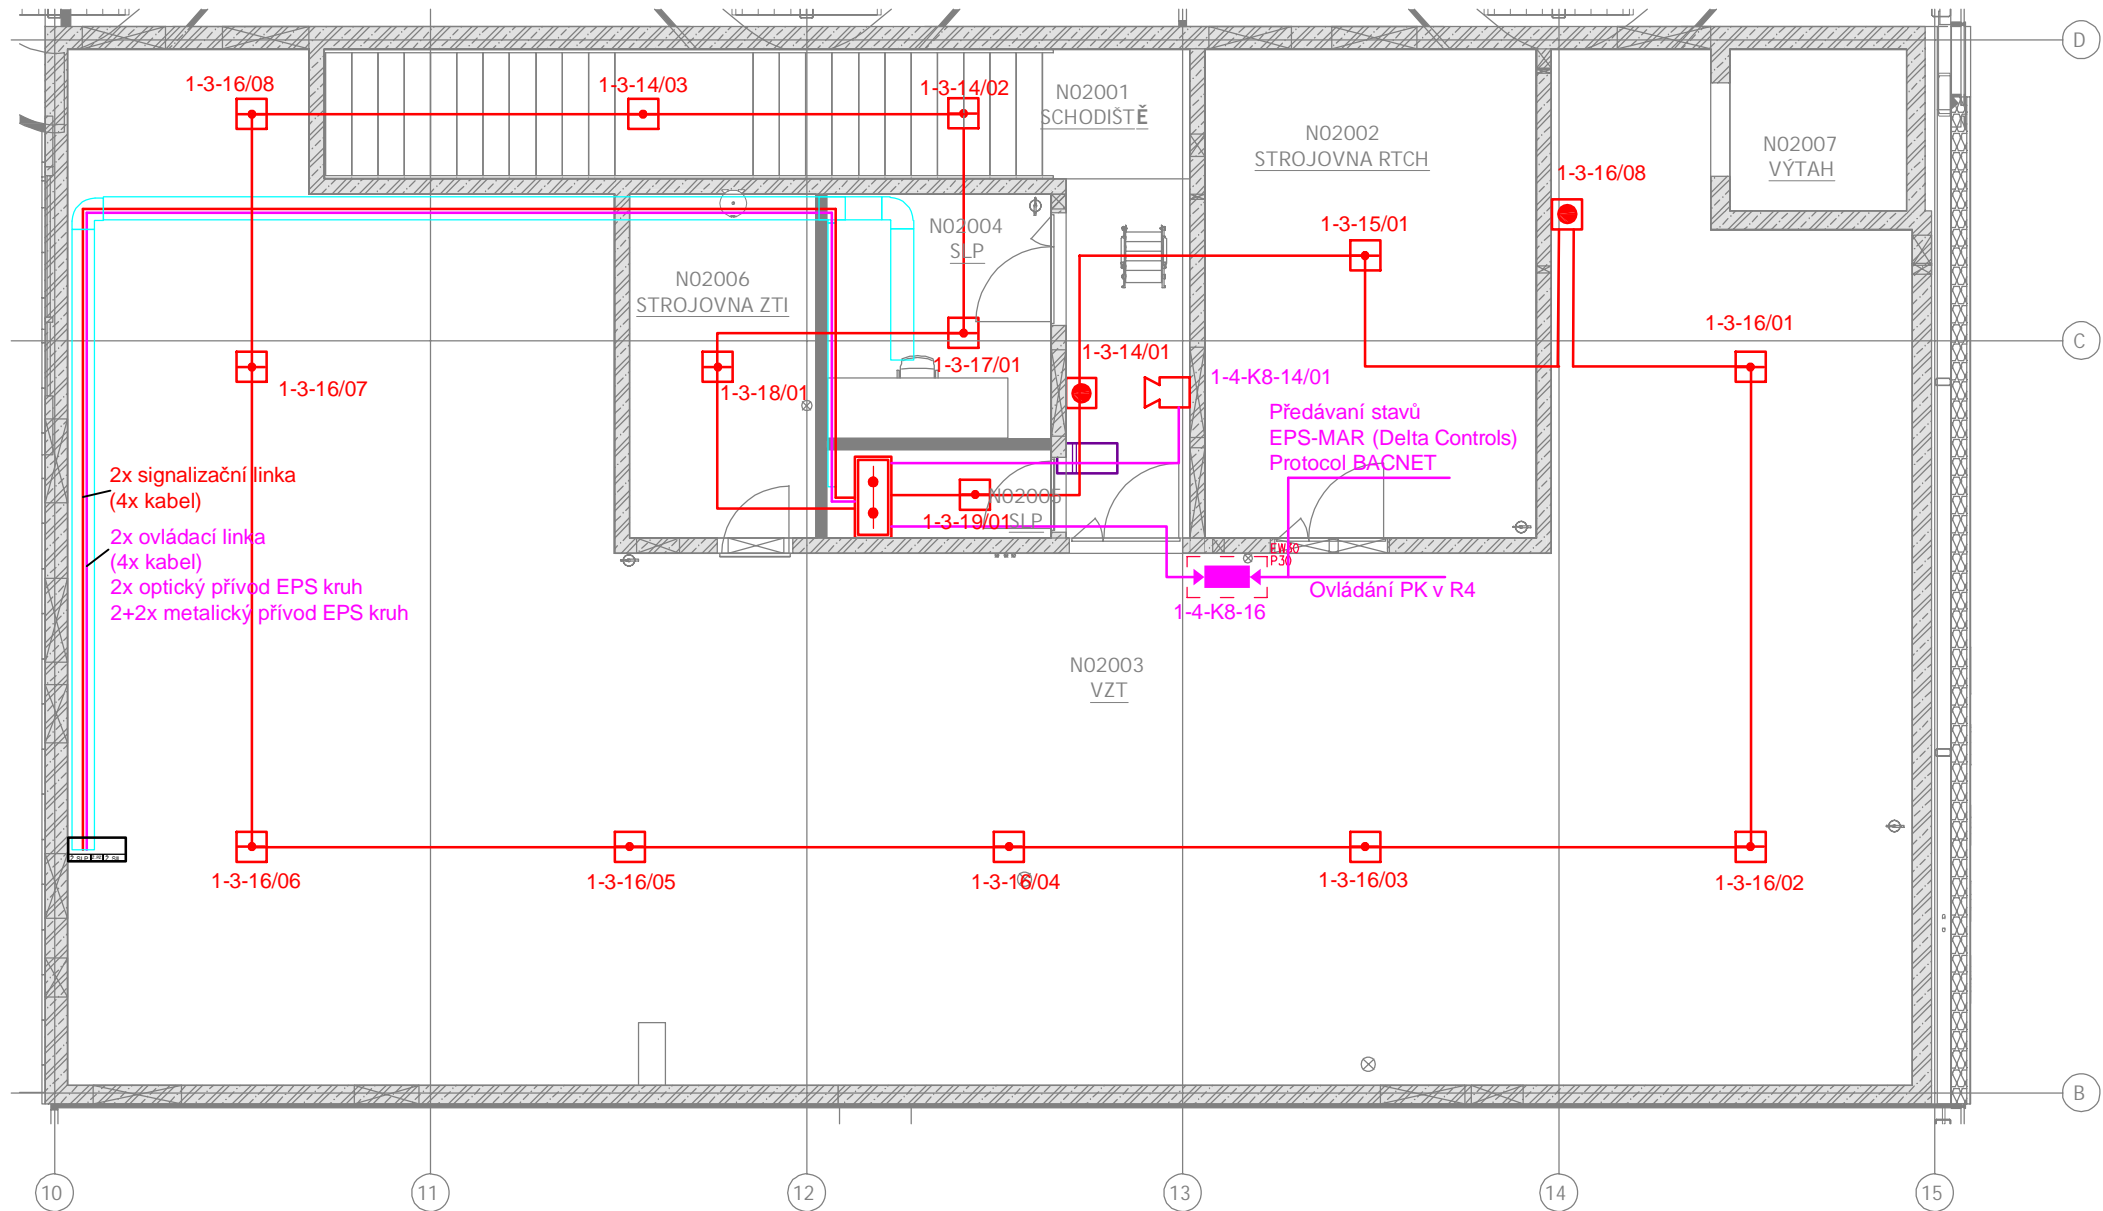 D
1-3-16/08
1-3-14/03
1-3-14/02
N02001
SCHODIŠTĚ
N02002
STROJOVNA RTCH
N02007
VÝTAH
1-3-16/08
N02004
SLP
1-3-15/01
N02006
STROJOVNA ZTI
1-3-16/01
C
1-3-14/01
1-3-17/01
1-3-16/07
1-3-18/01
1-4-K8-14/01
Předávaní stavů
EPS-MAR (Delta Controls)
Protocol BACNET
2x signalizační linka
(4x kabel)
N02005
SLP
1-3-19/01
2x ovládací linka
(4x kabel)
2x optický přívod EPS kruh
2+2x metalický přívod EPS kruh
EW30
P30
Ovládání PK v R4
1-4-K8-16
N02003
VZT
1-3-16/06
1-3-16/05
1-3-16/04
1-3-16/03
1-3-16/02
B
10
11
12
13
14
15